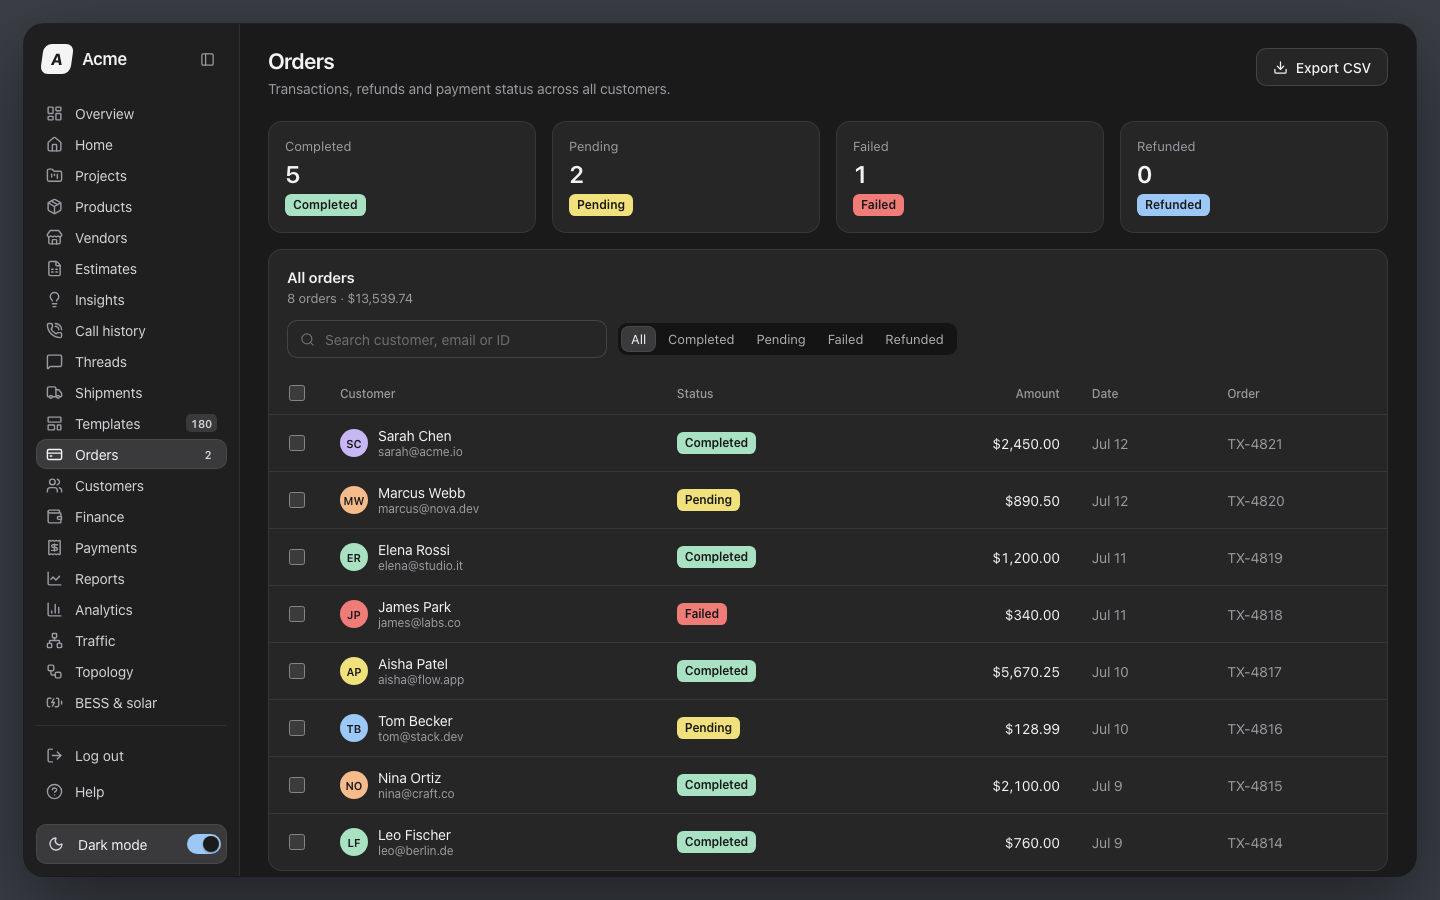 A Acme
Overview
Home
Projects
Products
Vendors
Estimates
Insights
Call history
Threads
Shipments
Templates 180
Orders 2
Customers
Finance
Payments
Reports
Analytics
Traffic
Topology
BESS & solar
Log out
Help
Dark mode
Orders
Transactions, refunds and payment status across all customers.
Export CSV
Completed
5
Completed
Pending
2
Pending
Failed
1
Failed
Refunded
0
Refunded
All orders
8 orders · $13,539.74
Search customer, email or ID
All Completed Pending Failed Refunded
Customer Status Amount Date Order
SC Sarah Chen Completed $2,450.00 Jul 12 TX-4821
sarah@acme.io
MW Marcus Webb Pending $890.50 Jul 12 TX-4820
marcus@nova.dev
ER Elena Rossi Completed $1,200.00 Jul 11 TX-4819
elena@studio.it
JP James Park Failed $340.00 Jul 11 TX-4818
james@labs.co
AP Aisha Patel Completed $5,670.25 Jul 10 TX-4817
aisha@flow.app
TB Tom Becker Pending $128.99 Jul 10 TX-4816
tom@stack.dev
NO Nina Ortiz Completed $2,100.00 Jul 9 TX-4815
nina@craft.co
LF Leo Fischer Completed $760.00 Jul 9 TX-4814
leo@berlin.de